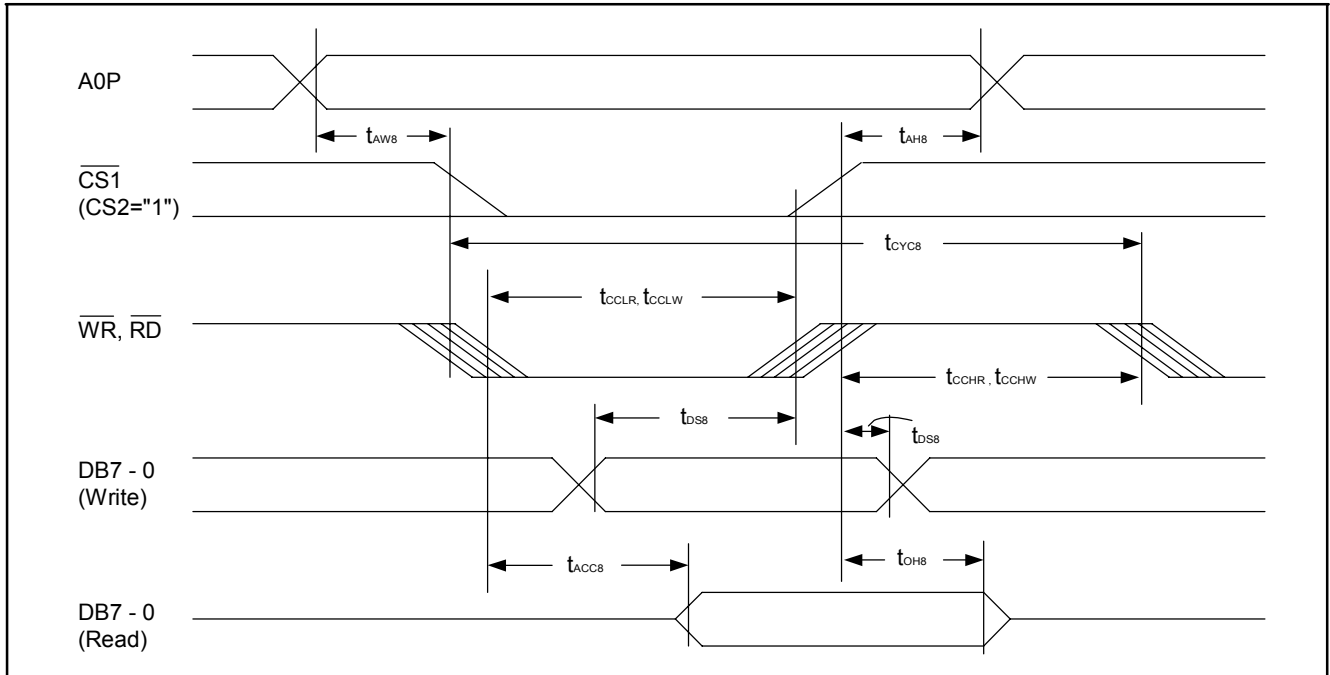 A0P
tAW8
tAH8
CS1
(CS2="1")
tCYC8
tCCLR, tCCLW
WR, RD
tCCHR , tCCHW
tDS8
tDS8
DB7 - 0
(Write)
tACC8
tOH8
DB7 - 0
(Read)